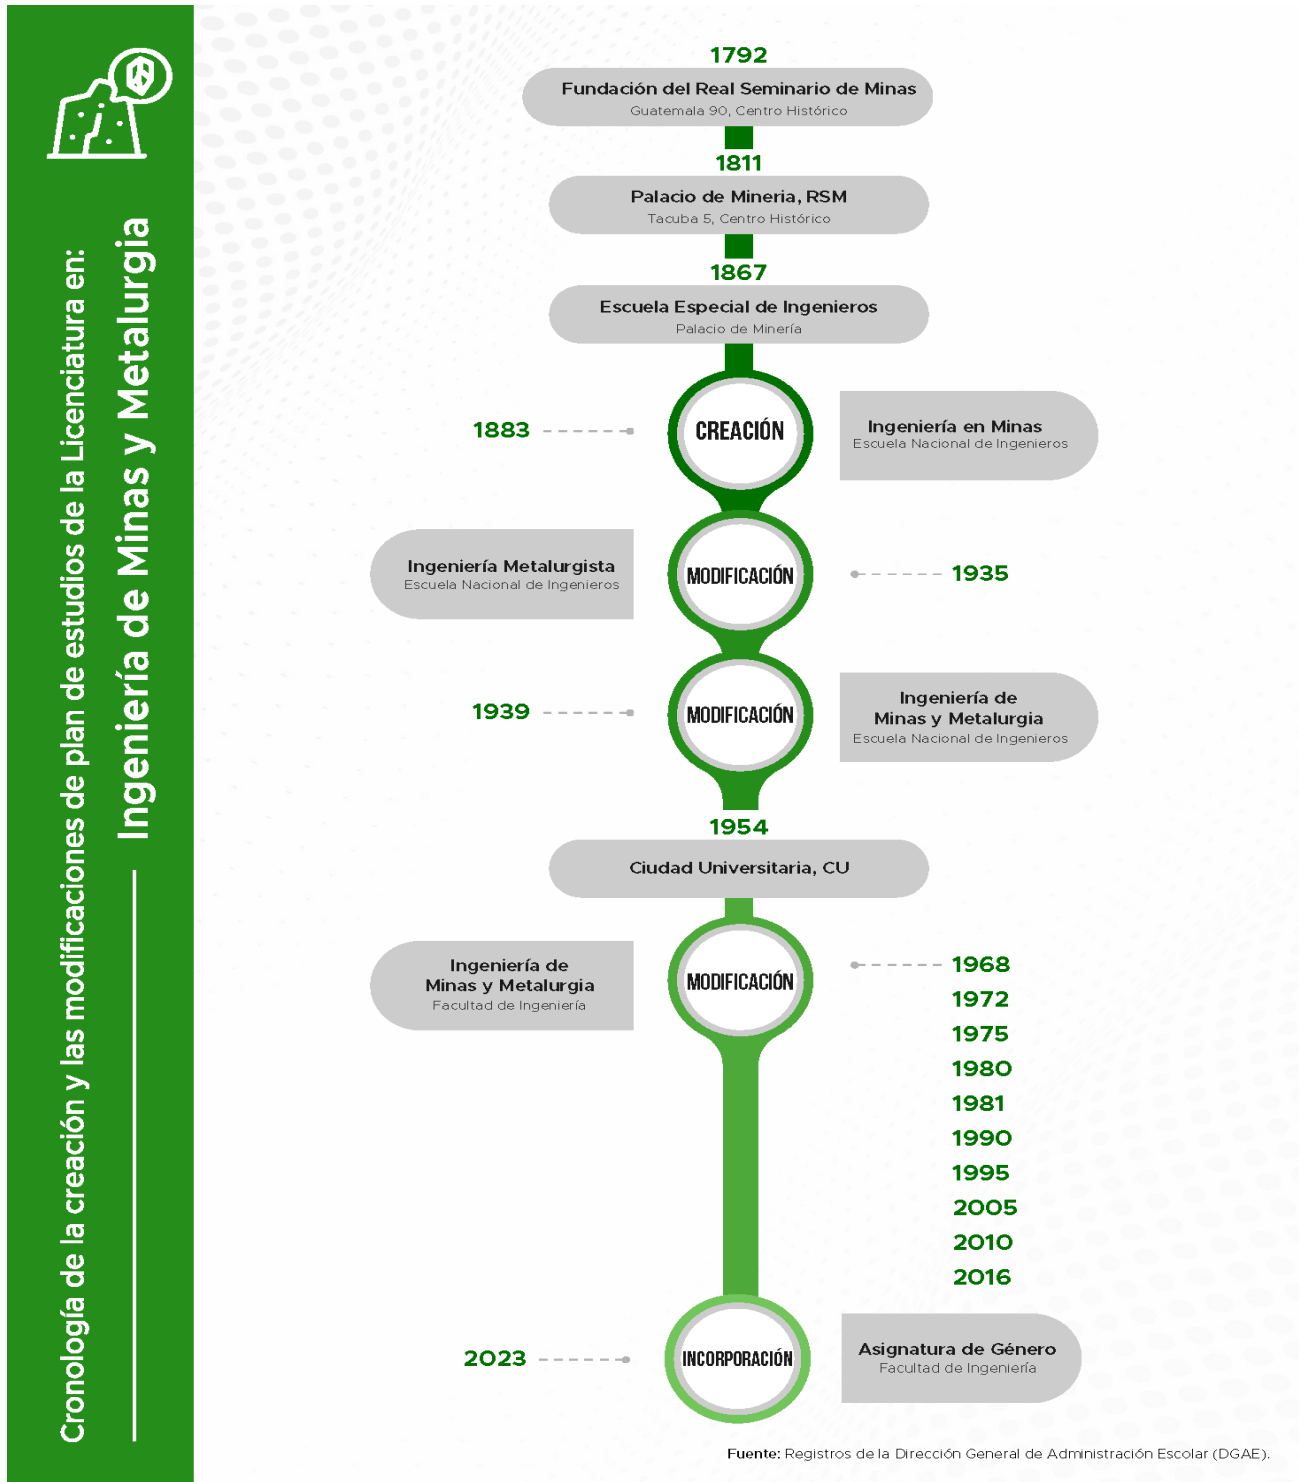 Cronología de la creación y las modificaciones de plan de estudios de la Licenciatura en:
Ingeniería de Minas y Metalurgia
1792
Fundación del Real Seminario de Minas
Guatemala 90, Centro Histórico
1811
Palacio de Mineria, RSM
Tacuba 5, Centro Histórico
1867
Escuela Especial de Ingenieros
Palacio de Minería
1883
CREACIÓN
Ingeniería en Minas
Escuela Nacional de Ingenieros
Ingeniería Metalurgista
Escuela Nacional de Ingenieros
MODIFICACIÓN
1935
1939
MODIFICACIÓN
Ingeniería de
Minas y Metalurgia
Escuela Nacional de Ingenieros
1954
Ciudad Universitaria, CU
Ingeniería de
Minas y Metalurgia
Facultad de Ingeniería
MODIFICACIÓN
1968
1972
1975
1980
1981
1990
1995
2005
2010
2016
2023
INCORPORACIÓN
Asignatura de Género
Facultad de Ingeniería
Fuente: Registros de la Dirección General de Administración Escolar (DGAE).